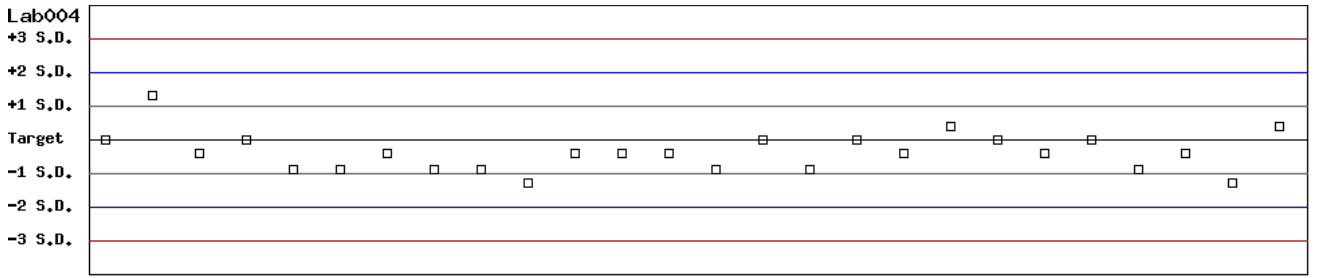 Lab004
+3 S.D.
+2 S.D.
+1 S.D.
Target
-1 S.D.
-2 S.D.
-3 S.D.